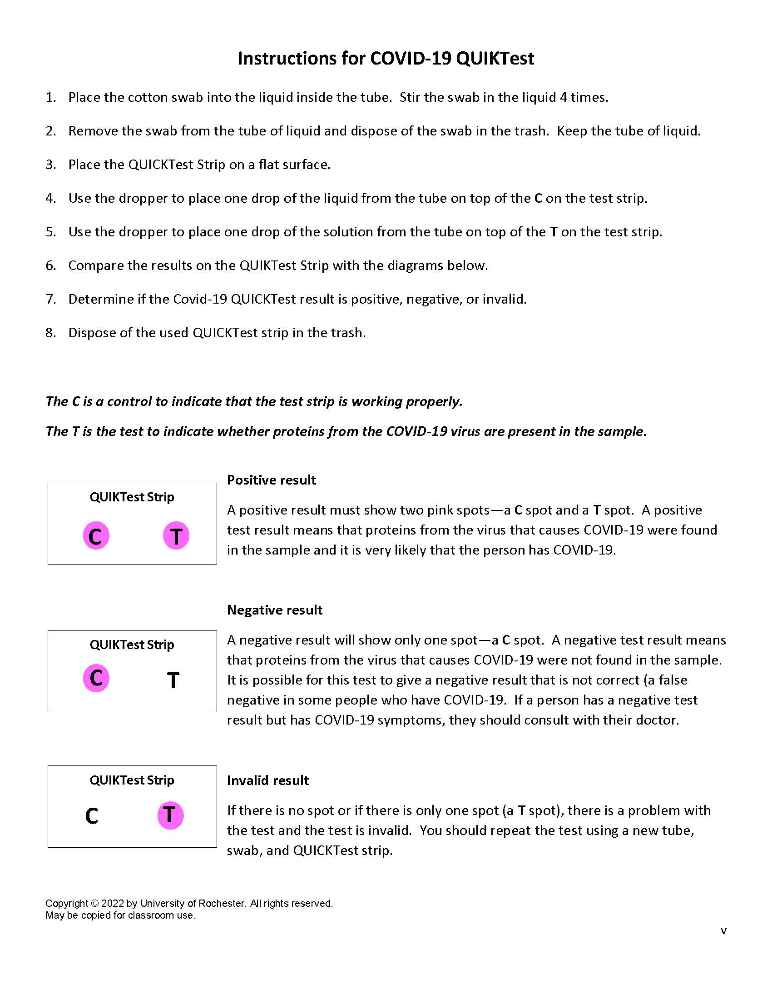 Instructions for COVID-19 QUIKTest
1. Place the cotton swab into the liquid inside the tube. Stir the swab in the liquid 4 times.
2. Remove the swab from the tube of liquid and dispose of the swab in the trash. Keep the tube of liquid.
3. Place the QUICKTest Strip on a flat surface.
4. Use the dropper to place one drop of the liquid from the tube on top of the C on the test strip.
5. Use the dropper to place one drop of the solution from the tube on top of the T on the test strip.
6. Compare the results on the QUIKTest Strip with the diagrams below.
7. Determine if the Covid-19 QUICKTest result is positive, negative, or invalid.
8. Dispose of the used QUICKTest strip in the trash.
The C is a control to indicate that the test strip is working properly.
The T is the test to indicate whether proteins from the COVID-19 virus are present in the sample.
QUIKTest Strip
C T
Positive result
A positive result must show two pink spots—a C spot and a T spot. A positive
test result means that proteins from the virus that causes COVID-19 were found
in the sample and it is very likely that the person has COVID-19.
QUIKTest Strip
C T
Negative result
A negative result will show only one spot—a C spot. A negative test result means
that proteins from the virus that causes COVID-19 were not found in the sample.
It is possible for this test to give a negative result that is not correct (a false
negative in some people who have COVID-19. If a person has a negative test
result but has COVID-19 symptoms, they should consult with their doctor.
QUIKTest Strip
C T
Invalid result
If there is no spot or if there is only one spot (a T spot), there is a problem with
the test and the test is invalid. You should repeat the test using a new tube,
swab, and QUICKTest strip.
Copyright © 2022 by University of Rochester. All rights reserved.
May be copied for classroom use.
v